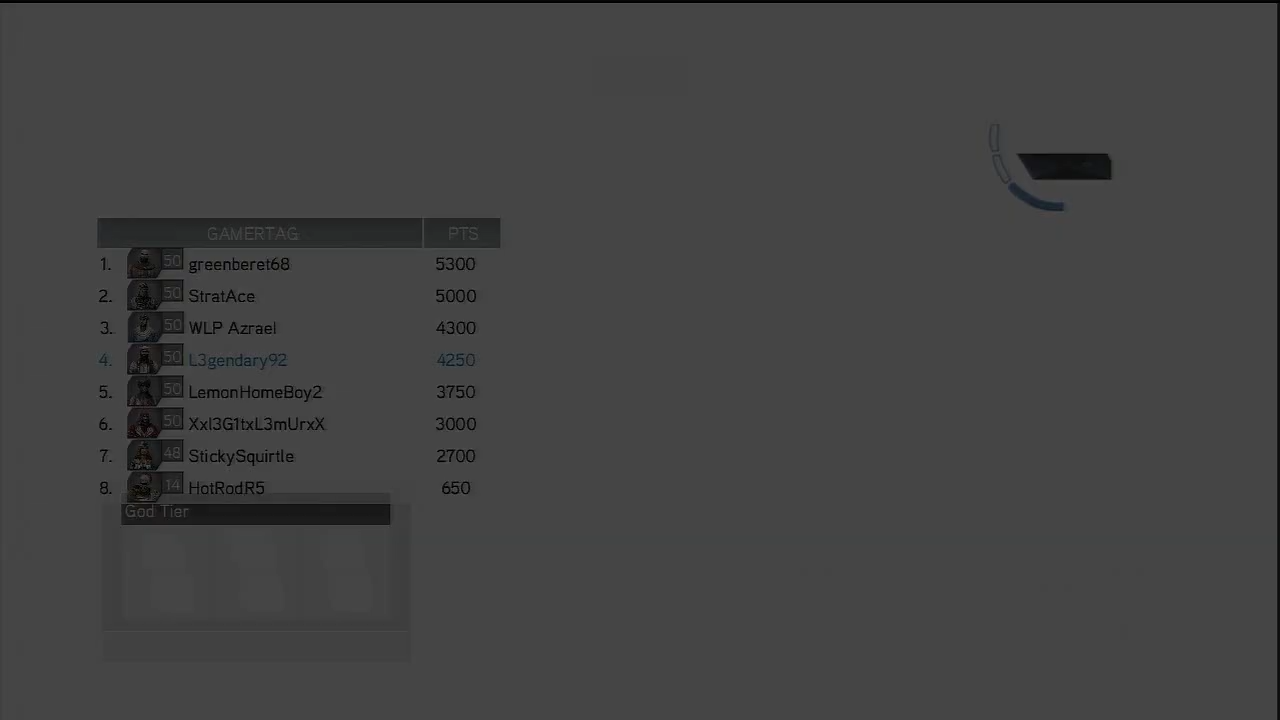 GAMERTAG PTS
1. 50 greenberet68 5300
2. 50 StratAce 5000
3. 50 WLP Azrael 4300
4. 50 L3gendary92 4250
5. 50 LemonHomeBoy2 3750
6. 50 Xxl3G1txL3mUrxX 3000
7. 48 StickySquirtle 2700
8. 14 HotRodR5 650
God Tier